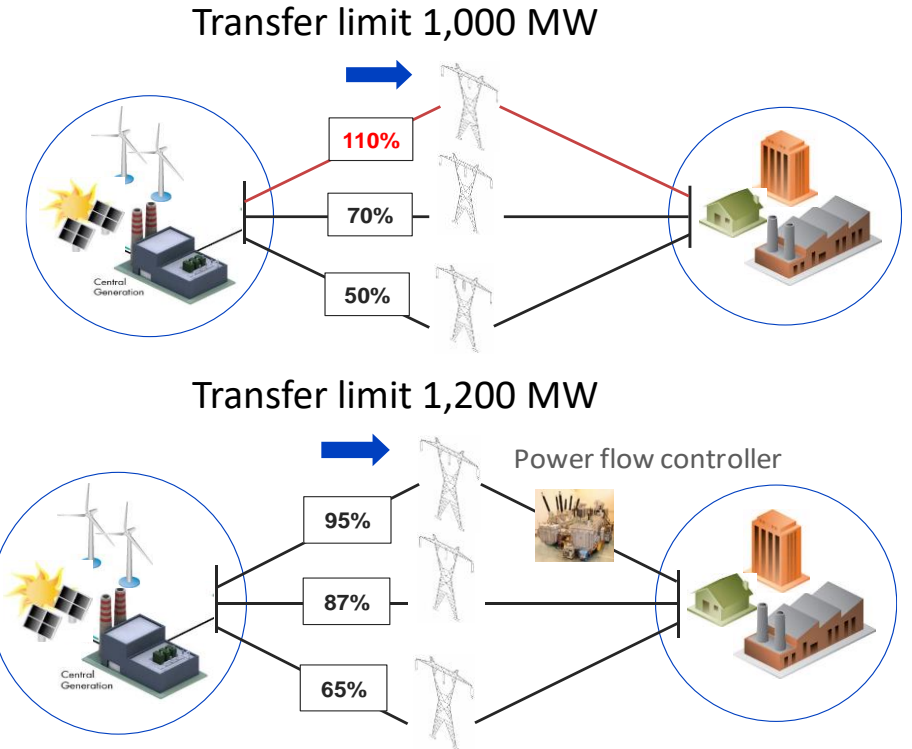 Transfer limit 1,000 MW
110%
70%
50%
Central
Generation
Transfer limit 1,200 MW
Power flow controller
95%
87%
65%
Central
Generation